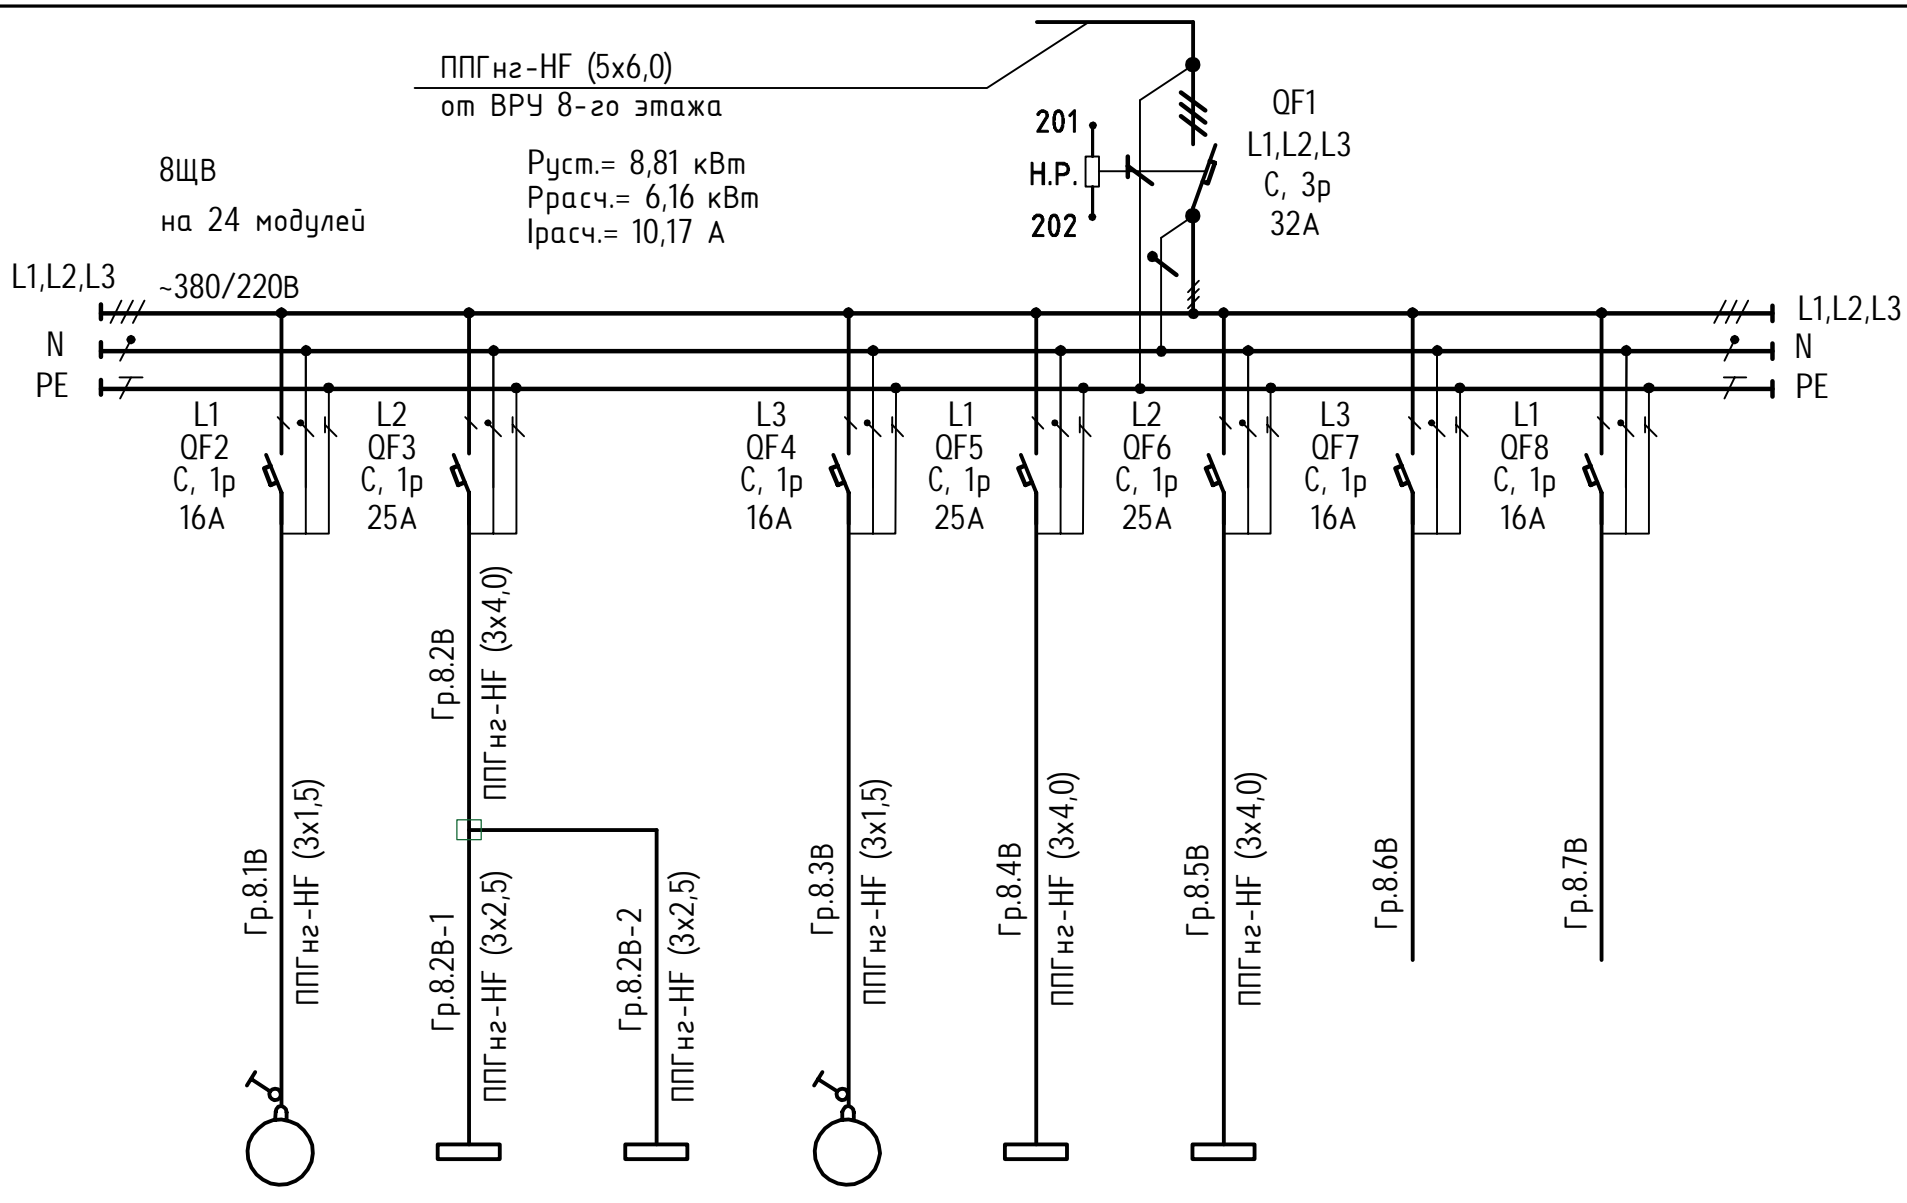 ППГнг-HF (5х6,0)
от ВРУ 8-го этажа
8ЩВ
на 24 модулей
Руст.= 8,81 кВт
Ррасч.= 6,16 кВт
Iрасч.= 10,17 А
201
Н.Р.
202
QF1
L1,L2,L3
С, 3р
32А
L1,L2,L3
~380/220В
L1,L2,L3
N
N
PE
PE
L1
QF2
С, 1р
16А
L2
QF3
С, 1р
25А
L3
QF4
С, 1р
16А
L1
QF5
С, 1р
25А
L2
QF6
С, 1р
25А
L3
QF7
С, 1р
16А
L1
QF8
С, 1р
16А
Гр.8.1В
ППГнг-HF (3х1,5)
Гр.8.2В
ППГнг-HF (3х4,0)
Гр.8.2В-1
ППГнг-HF (3х2,5)
Гр.8.2В-2
ППГнг-HF (3х2,5)
Гр.8.3В
ППГнг-HF (3х1,5)
Гр.8.4В
ППГнг-HF (3х4,0)
Гр.8.5В
ППГнг-HF (3х4,0)
Гр.8.6В
Гр.8.7В